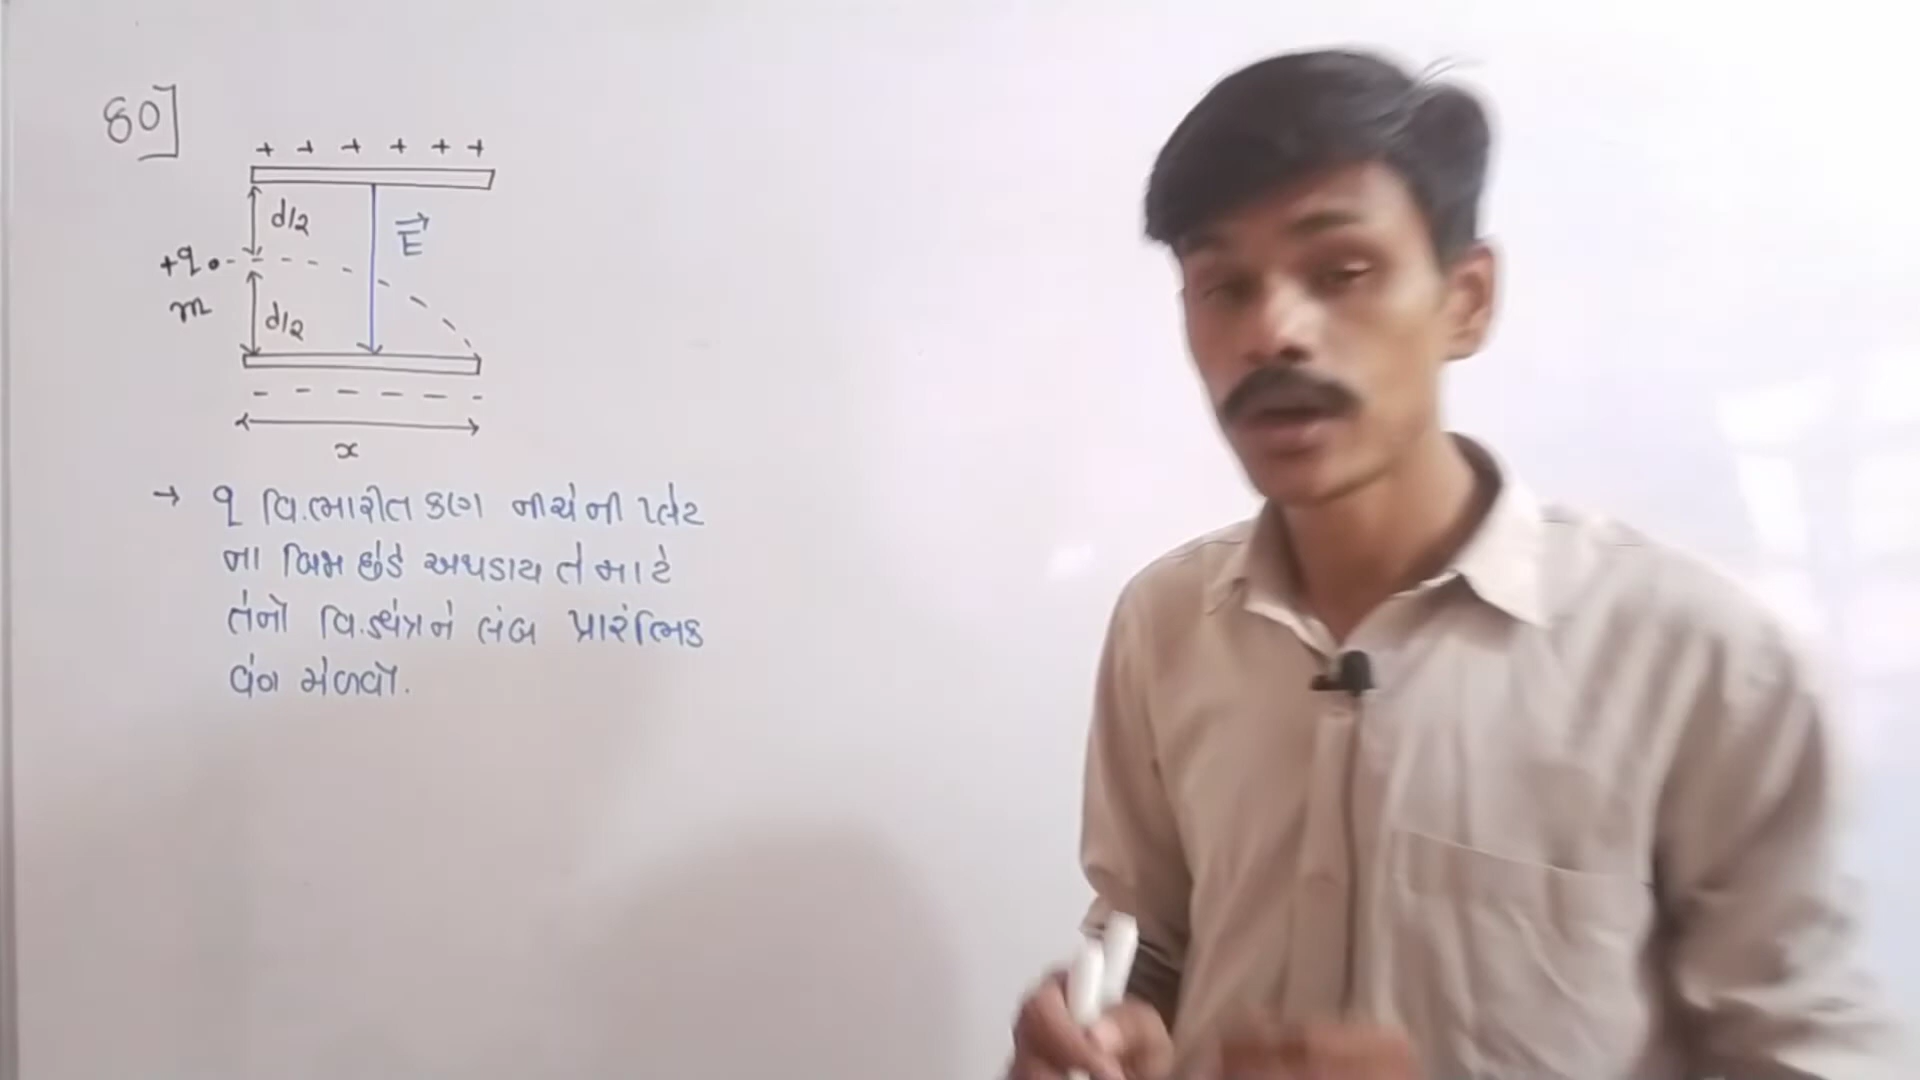 80]
+ + + + + +
d/2
E
+q
m
d/2
- - - - -
x
→ q વિ.ભારીત કણ નીચેની પ્લેટ
ના બિમ છેડે અથડાય તે માટે
તેનો વિ.ક્ષેત્રને લંબ પ્રારંભિક
વેગ મેળવો.